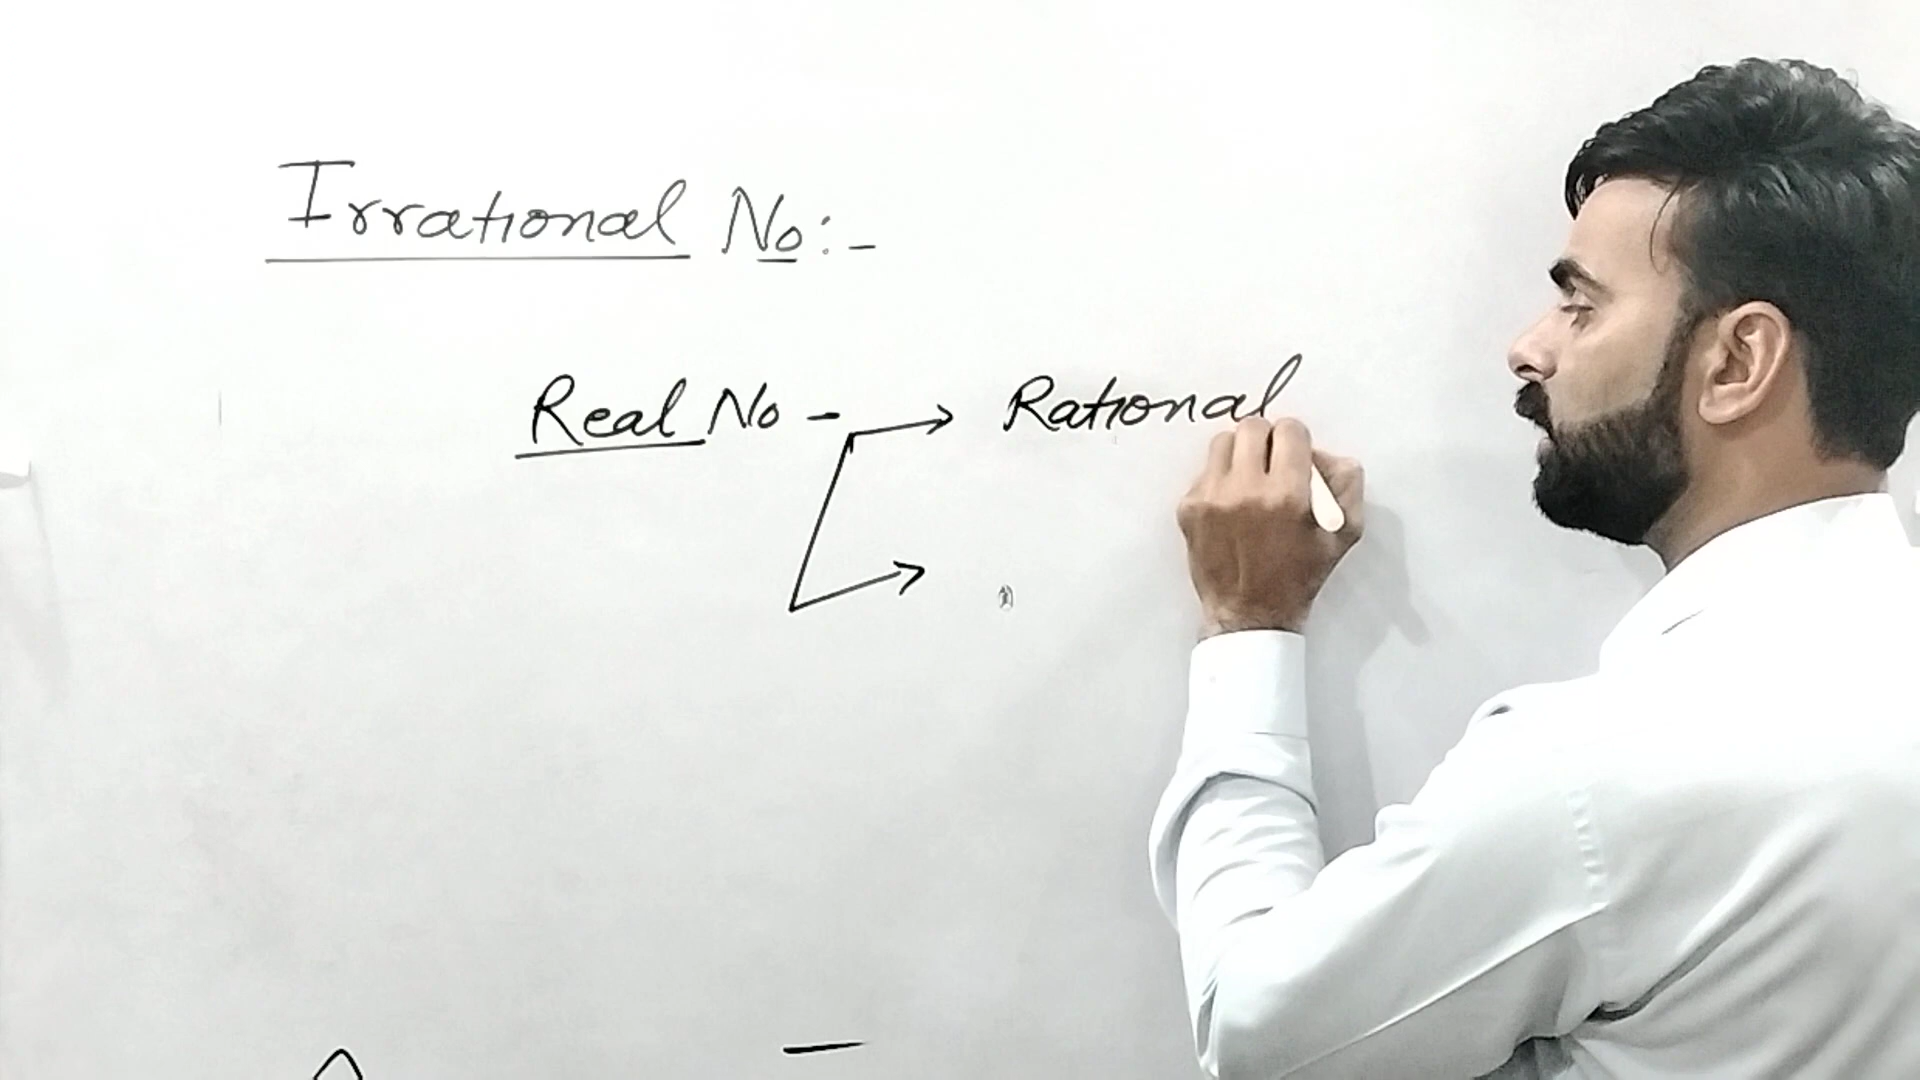 Irrational No:-
Real No - → Rational